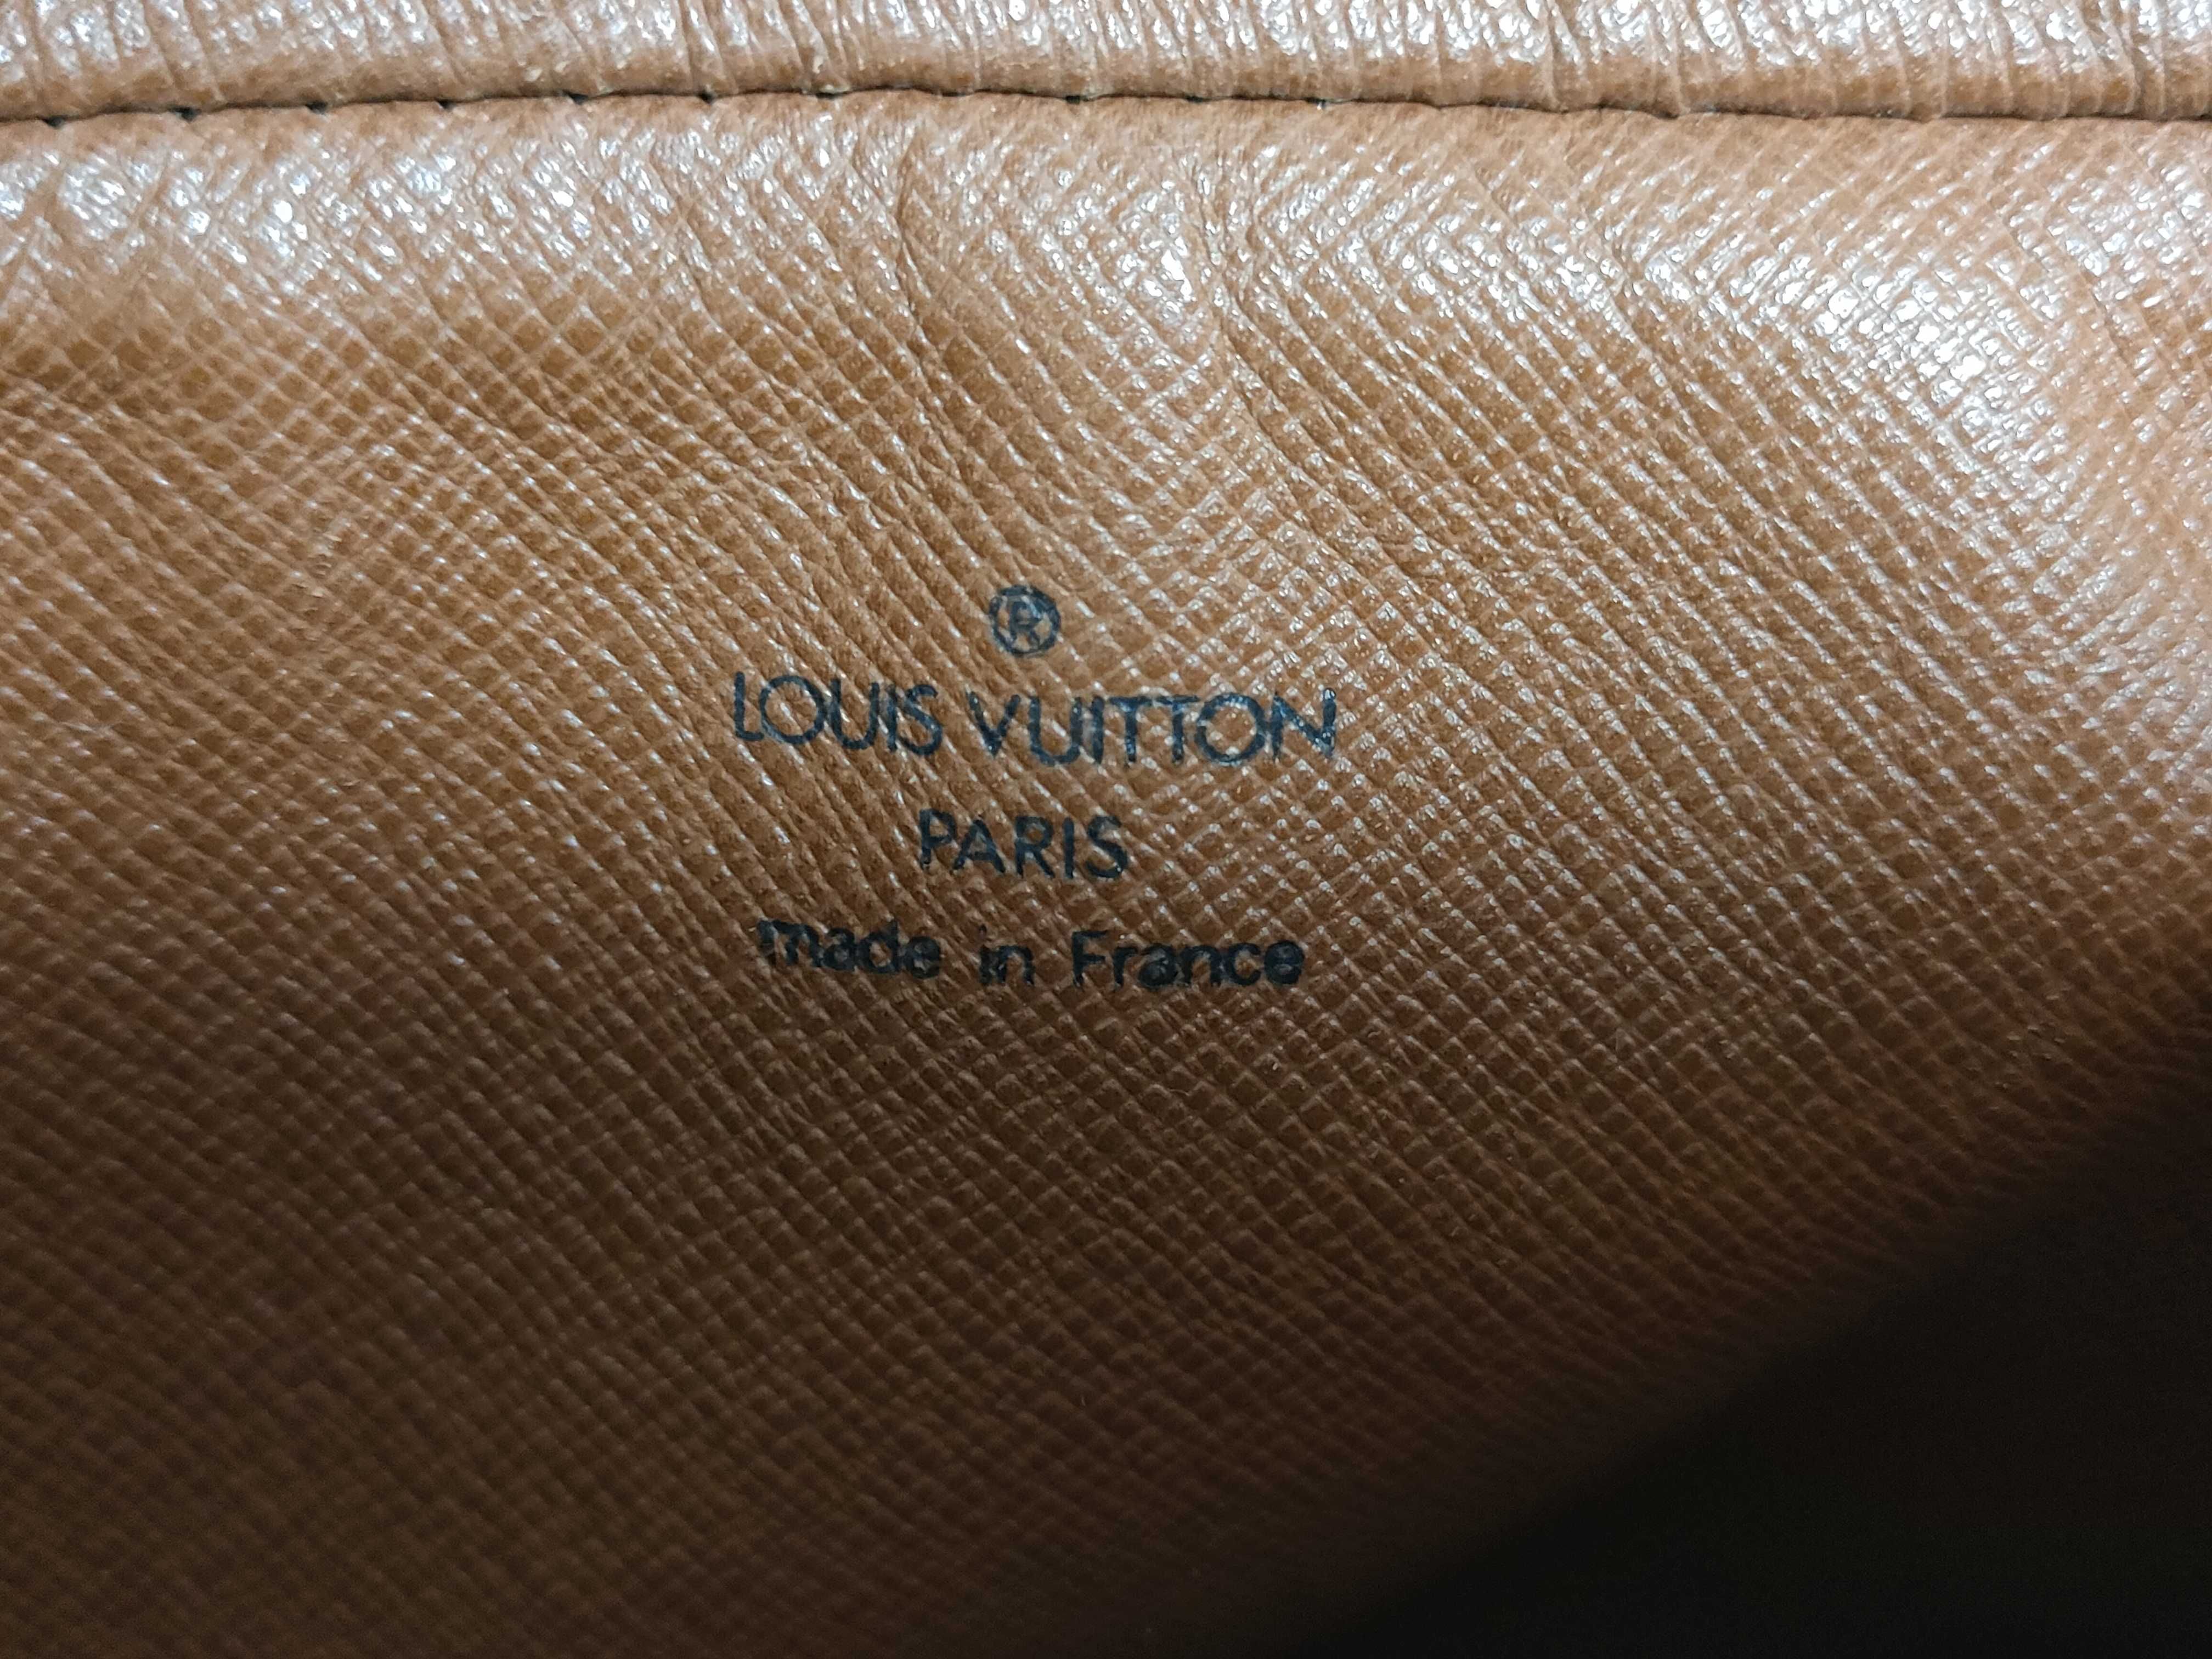 ®
LOUIS VUITTON
PARIS
made in France